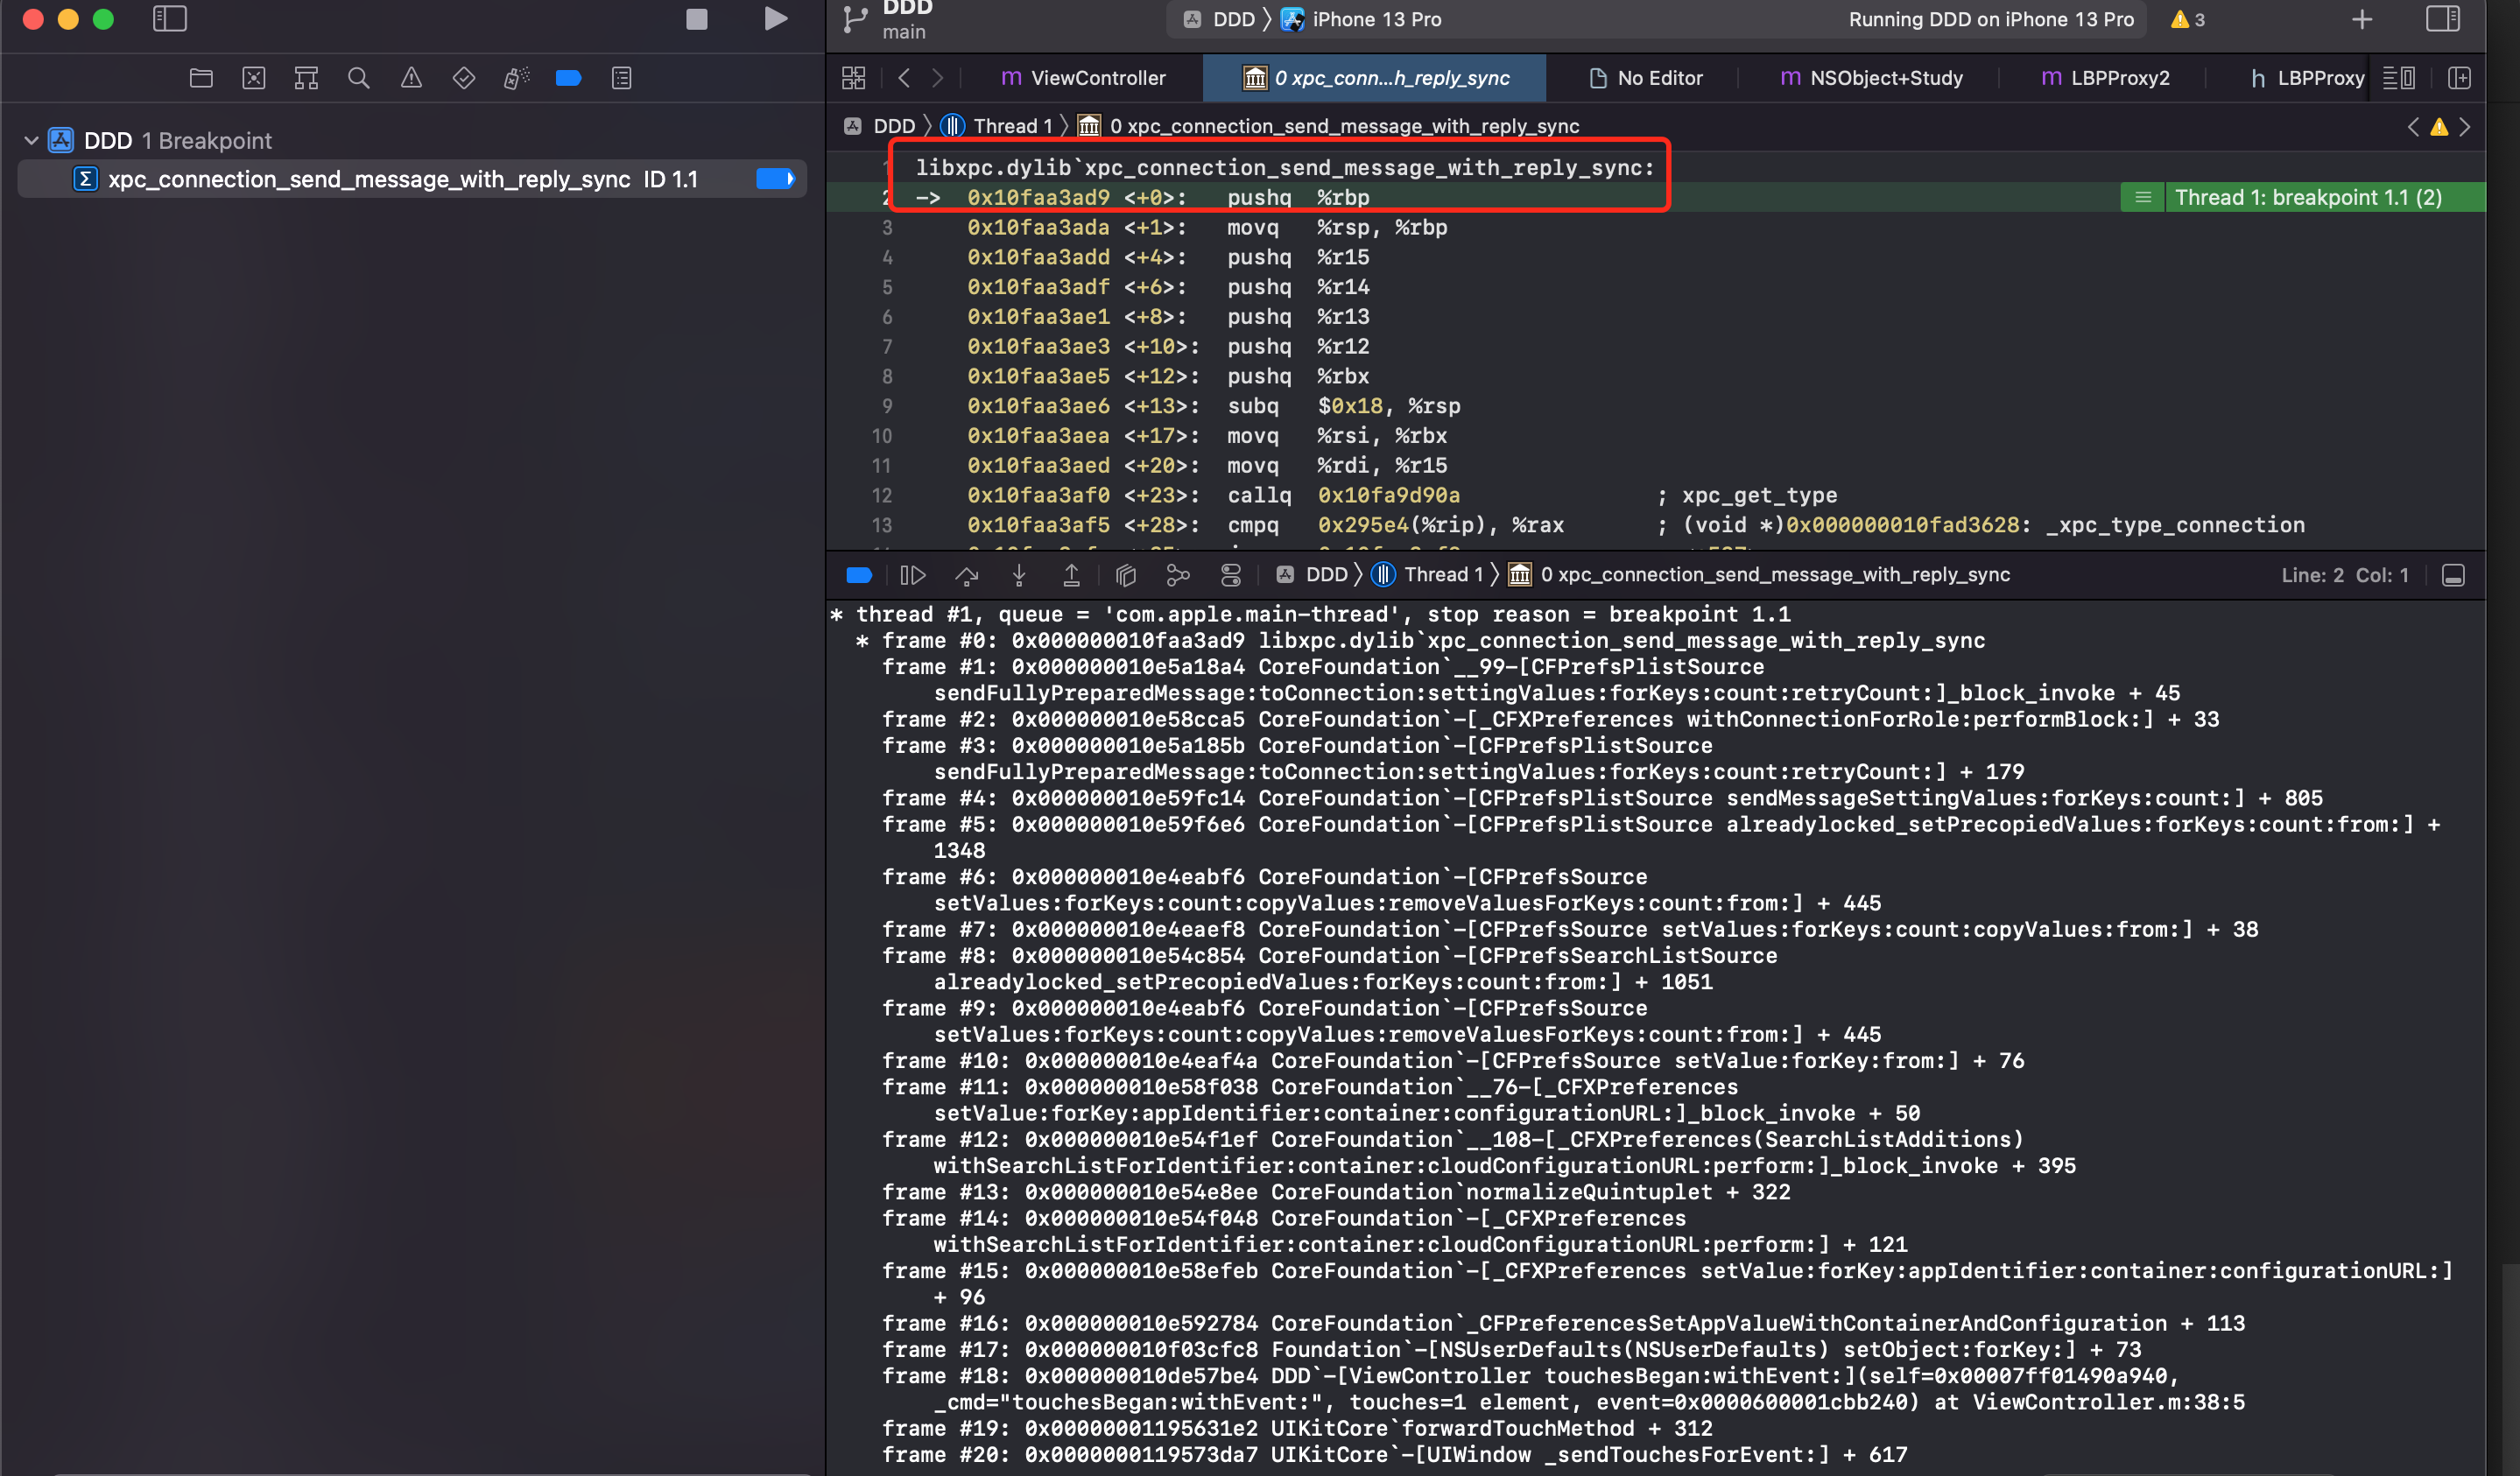 DDD
main
DDD 〉 iPhone 13 Pro
Running DDD on iPhone 13 Pro
3
ViewController
0 xpc_conn...h_reply_sync
No Editor
NSObject+Study
LBPProxy2
LBPProxy
DDD 1 Breakpoint
xpc_connection_send_message_with_reply_sync ID 1.1
DDD 〉 Thread 1 〉 0 xpc_connection_send_message_with_reply_sync
1 libxpc.dylib`xpc_connection_send_message_with_reply_sync:
2 -> 0x10faa3ad9 <+0>: pushq %rbp
Thread 1: breakpoint 1.1 (2)
3 0x10faa3ada <+1>: movq %rsp, %rbp
4 0x10faa3add <+4>: pushq %r15
5 0x10faa3adf <+6>: pushq %r14
6 0x10faa3ae1 <+8>: pushq %r13
7 0x10faa3ae3 <+10>: pushq %r12
8 0x10faa3ae5 <+12>: pushq %rbx
9 0x10faa3ae6 <+13>: subq $0x18, %rsp
10 0x10faa3aea <+17>: movq %rsi, %rbx
11 0x10faa3aed <+20>: movq %rdi, %r15
12 0x10faa3af0 <+23>: callq 0x10fa9d90a ; xpc_get_type
13 0x10faa3af5 <+28>: cmpq 0x295e4(%rip), %rax ; (void *)0x000000010fad3628: _xpc_type_connection
DDD 〉 Thread 1 〉 0 xpc_connection_send_message_with_reply_sync
Line: 2 Col: 1
* thread #1, queue = 'com.apple.main-thread', stop reason = breakpoint 1.1
* frame #0: 0x000000010faa3ad9 libxpc.dylib`xpc_connection_send_message_with_reply_sync
frame #1: 0x000000010e5a18a4 CoreFoundation`__99-[CFPrefsPlistSource
sendFullyPreparedMessage:toConnection:settingValues:forKeys:count:retryCount:]_block_invoke + 45
frame #2: 0x000000010e58cca5 CoreFoundation`-[_CFXPreferences withConnectionForRole:performBlock:] + 33
frame #3: 0x000000010e5a185b CoreFoundation`-[CFPrefsPlistSource
sendFullyPreparedMessage:toConnection:settingValues:forKeys:count:retryCount:] + 179
frame #4: 0x000000010e59fc14 CoreFoundation`-[CFPrefsPlistSource sendMessageSettingValues:forKeys:count:] + 805
frame #5: 0x000000010e59f6e6 CoreFoundation`-[CFPrefsPlistSource alreadylocked_setPrecopiedValues:forKeys:count:from:] +
1348
frame #6: 0x000000010e4eabf6 CoreFoundation`-[CFPrefsSource
setValues:forKeys:count:copyValues:removeValuesForKeys:count:from:] + 445
frame #7: 0x000000010e4eaef8 CoreFoundation`-[CFPrefsSource setValues:forKeys:count:copyValues:from:] + 38
frame #8: 0x000000010e54c854 CoreFoundation`-[CFPrefsSearchListSource
alreadylocked_setPrecopiedValues:forKeys:count:from:] + 1051
frame #9: 0x000000010e4eabf6 CoreFoundation`-[CFPrefsSource
setValues:forKeys:count:copyValues:removeValuesForKeys:count:from:] + 445
frame #10: 0x000000010e4eaf4a CoreFoundation`-[CFPrefsSource setValue:forKey:from:] + 76
frame #11: 0x000000010e58f038 CoreFoundation`__76-[_CFXPreferences
setValue:forKey:appIdentifier:container:configurationURL:]_block_invoke + 50
frame #12: 0x000000010e54f1ef CoreFoundation`__108-[_CFXPreferences(SearchListAdditions)
withSearchListForIdentifier:container:cloudConfigurationURL:perform:]_block_invoke + 395
frame #13: 0x000000010e54e8ee CoreFoundation`normalizeQuintuplet + 322
frame #14: 0x000000010e54f048 CoreFoundation`-[_CFXPreferences
withSearchListForIdentifier:container:cloudConfigurationURL:perform:] + 121
frame #15: 0x000000010e58efeb CoreFoundation`-[_CFXPreferences setValue:forKey:appIdentifier:container:configurationURL:]
+ 96
frame #16: 0x000000010e592784 CoreFoundation`_CFPreferencesSetAppValueWithContainerAndConfiguration + 113
frame #17: 0x000000010f03cfc8 Foundation`-[NSUserDefaults(NSUserDefaults) setObject:forKey:] + 73
frame #18: 0x000000010de57be4 DDD`-[ViewController touchesBegan:withEvent:](self=0x00007ff01490a940,
_cmd="touchesBegan:withEvent:", touches=1 element, event=0x0000600001cbb240) at ViewController.m:38:5
frame #19: 0x00000001195631e2 UIKitCore`forwardTouchMethod + 312
frame #20: 0x0000000119573da7 UIKitCore`-[UIWindow _sendTouchesForEvent:] + 617